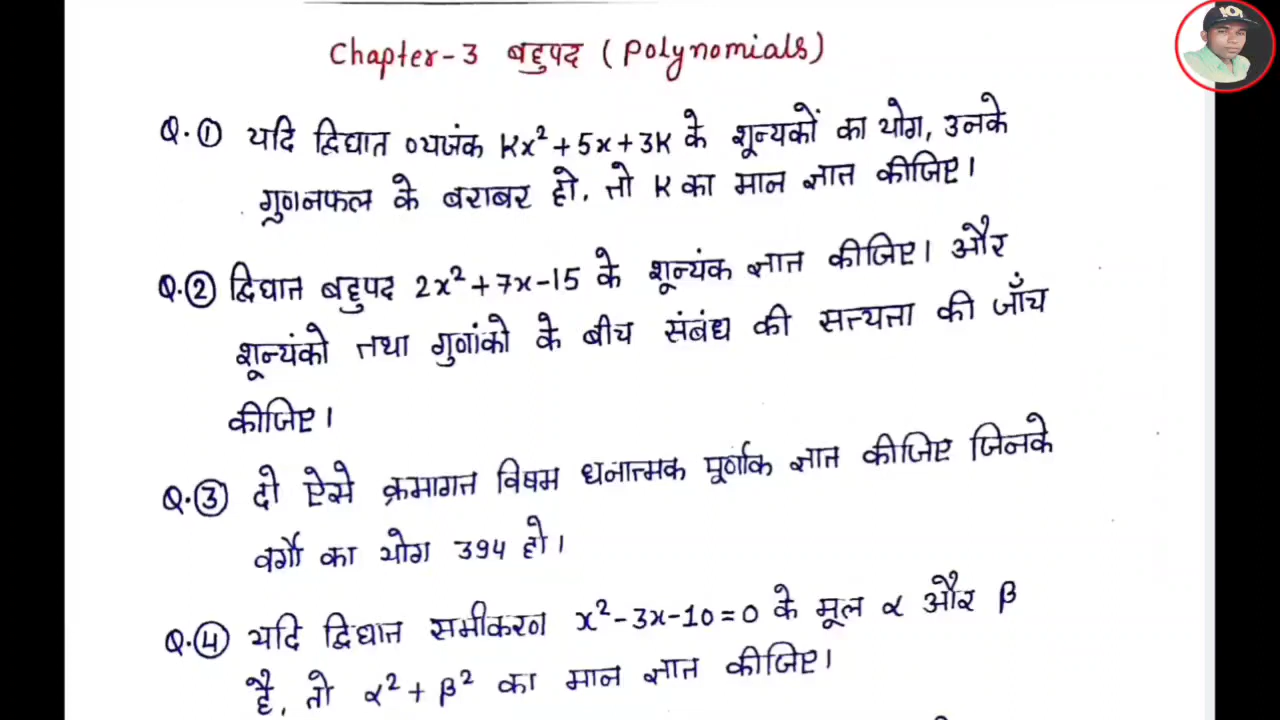 Chapter-3 बहुपद (Polynomials)
Q.① यदि द्विघात व्यजंक Kx²+5x+3K के शून्यकों का योग, उनके
गुणनफल के बराबर हो, तो K का मान ज्ञात कीजिए।
Q.② द्विघात बहुपद 2x²+7x-15 के शून्यंक ज्ञात कीजिए। और
शून्यंको तथा गुणांको के बीच संबंध की सत्त्यता की जाँच
कीजिए।
Q.③ दो ऐसे क्रमागत विषम धनात्मक पूर्णाक ज्ञात कीजिए जिनके
वर्गों का योग 394 हो।
Q.④ यदि द्विघात समीकरण x²-3x-10=0 के मूल α और β
है, तो α²+β² का मान ज्ञात कीजिए।